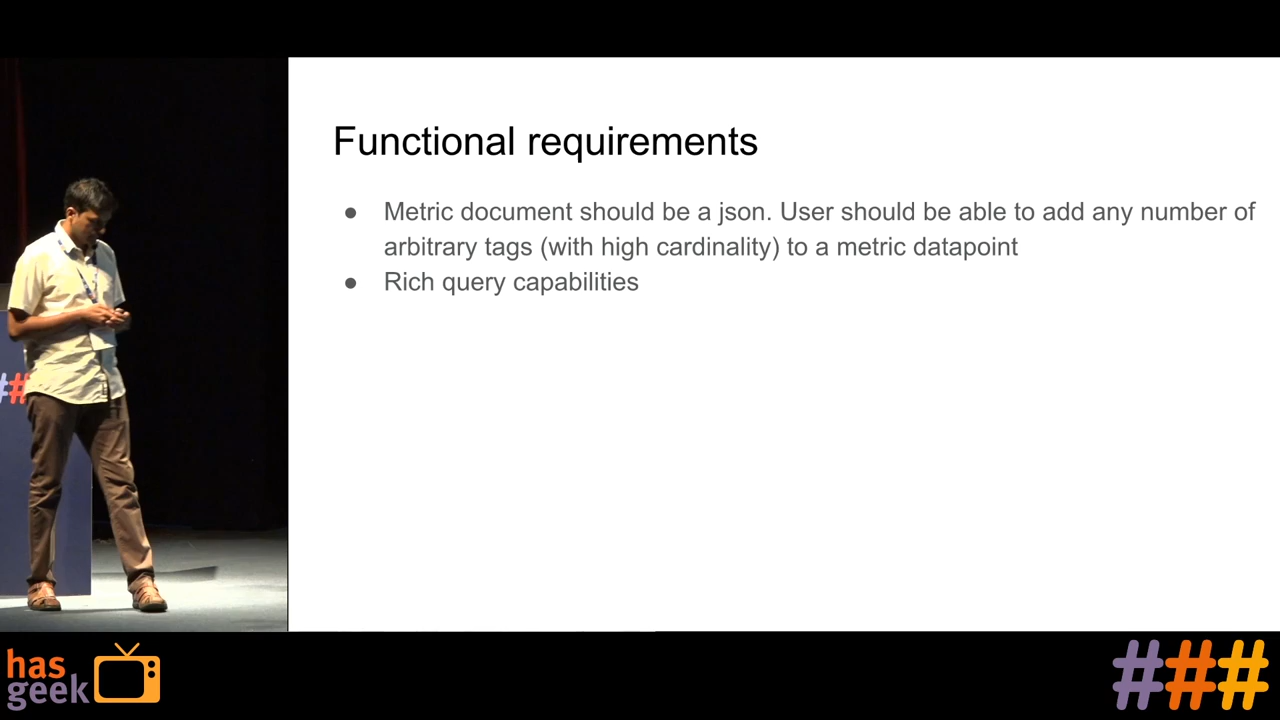 Functional requirements
● Metric document should be a json. User should be able to add any number of
arbitrary tags (with high cardinality) to a metric datapoint
● Rich query capabilities
##
has
geek
###